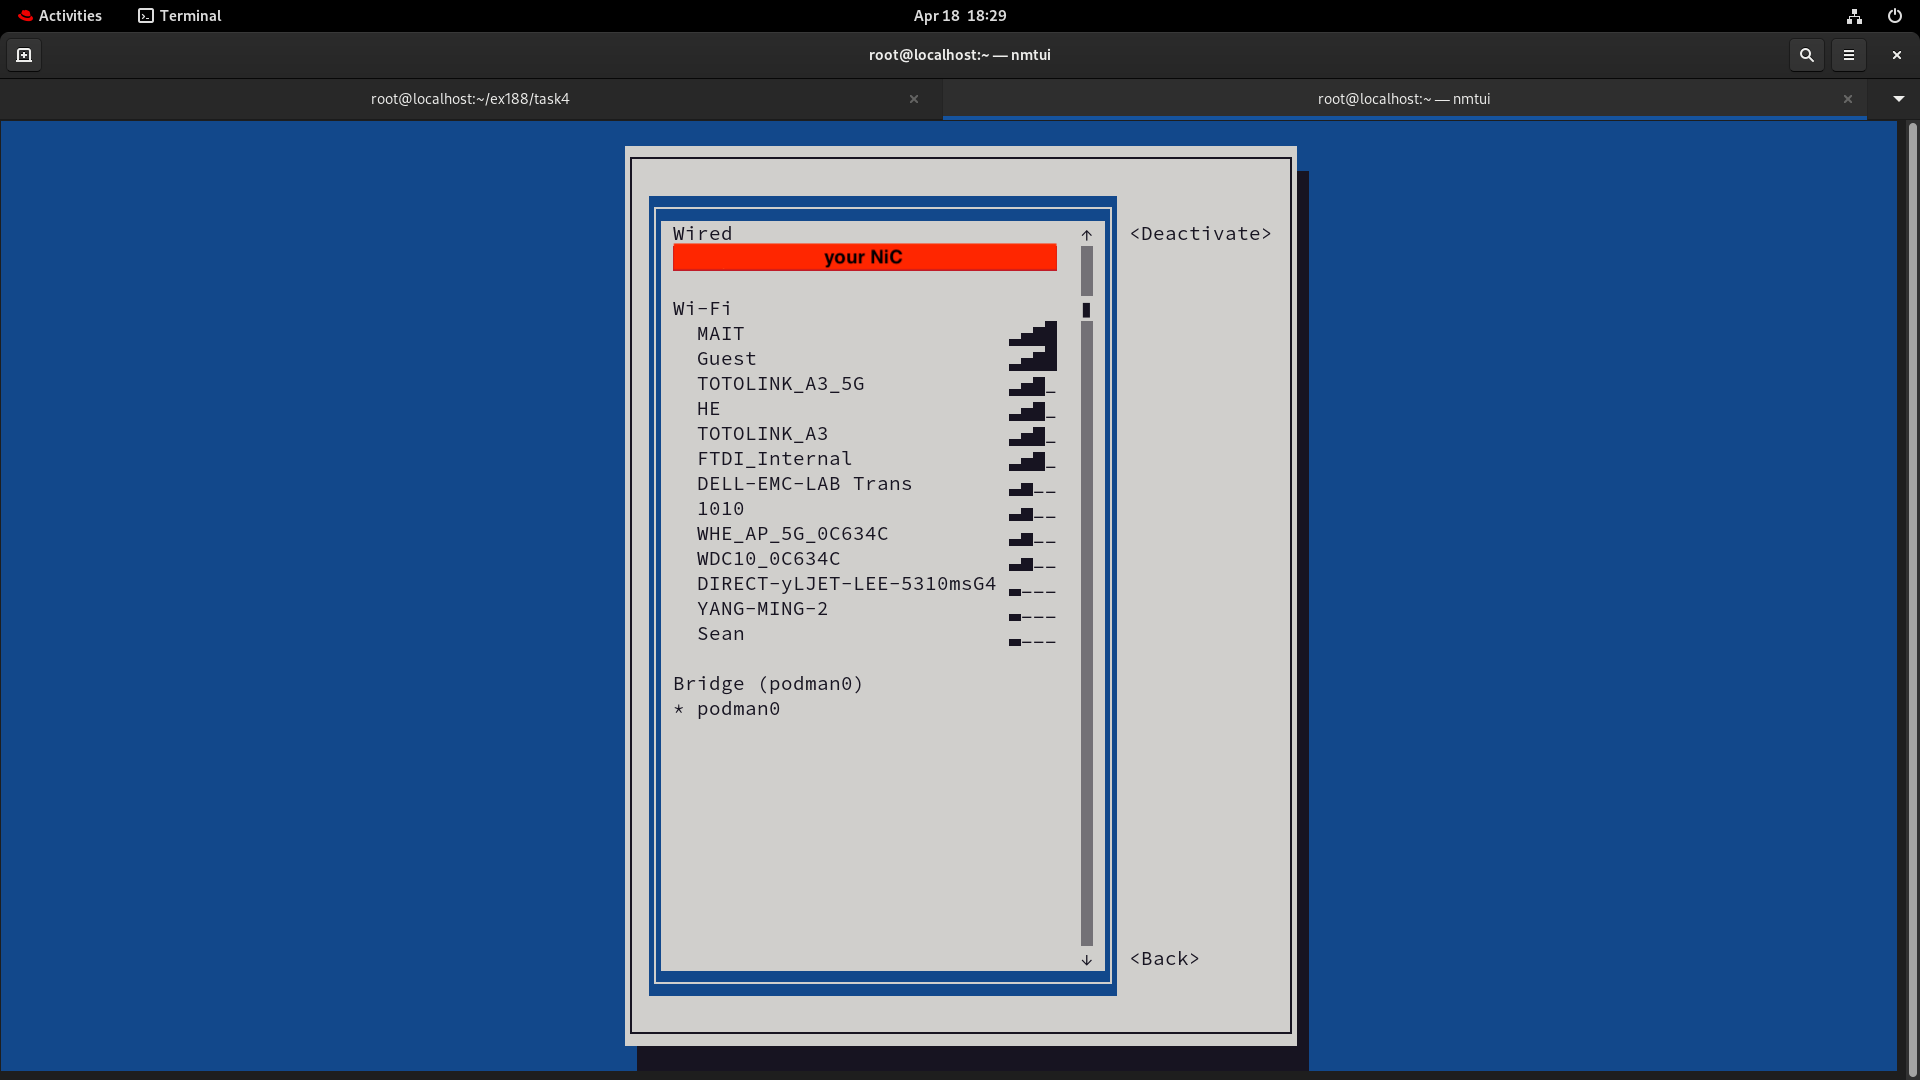 Activities Terminal Apr 18 18:29
root@localhost:~ — nmtui
root@localhost:~/ex188/task4 root@localhost:~ — nmtui
Wired <Deactivate>
your NiC
Wi-Fi
MAIT
Guest
TOTOLINK_A3_5G
HE
TOTOLINK_A3
FTDI_Internal
DELL-EMC-LAB Trans
1010
WHE_AP_5G_0C634C
WDC10_0C634C
DIRECT-yLJET-LEE-5310msG4
YANG-MING-2
Sean
Bridge (podman0)
* podman0
<Back>